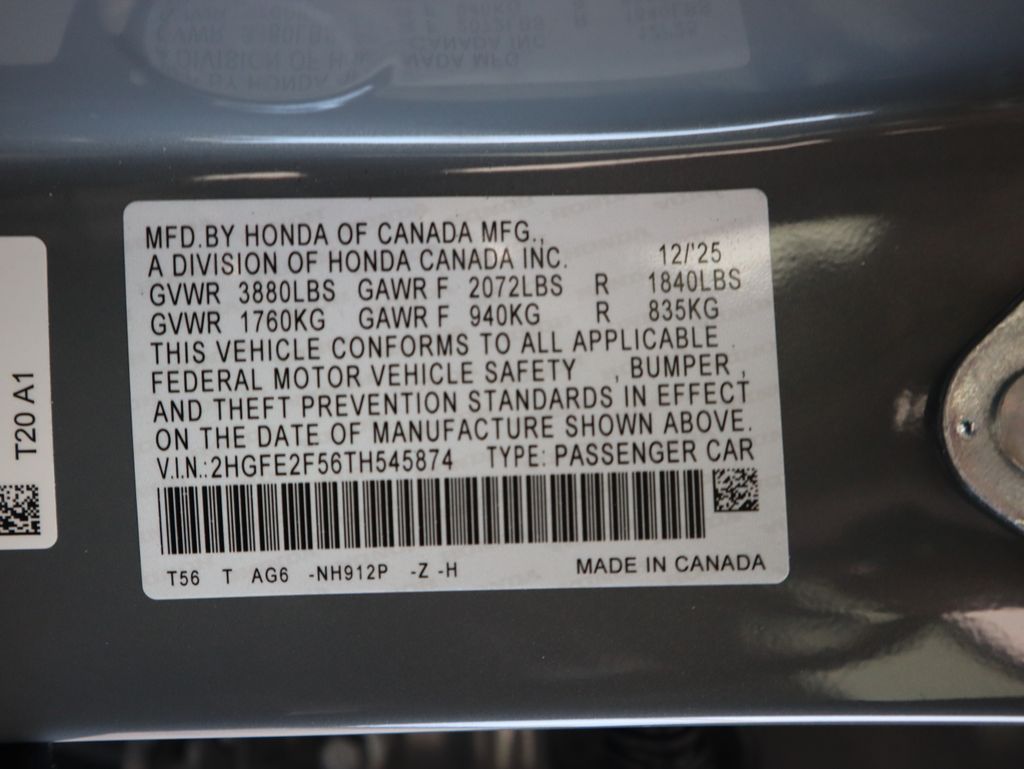 MFD.BY HONDA OF CANADA MFG.,
A DIVISION OF HONDA CANADA INC. 12/'25
GVWR 3880LBS GAWR F 2072LBS R 1840LBS
GVWR 1760KG GAWR F 940KG R 835KG
THIS VEHICLE CONFORMS TO ALL APPLICABLE
FEDERAL MOTOR VEHICLE SAFETY , BUMPER ,
AND THEFT PREVENTION STANDARDS IN EFFECT
ON THE DATE OF MANUFACTURE SHOWN ABOVE.
V.I.N.:2HGFE2F56TH545874 TYPE: PASSENGER CAR
T56 T AG6 -NH912P -Z -H MADE IN CANADA
T20 A1